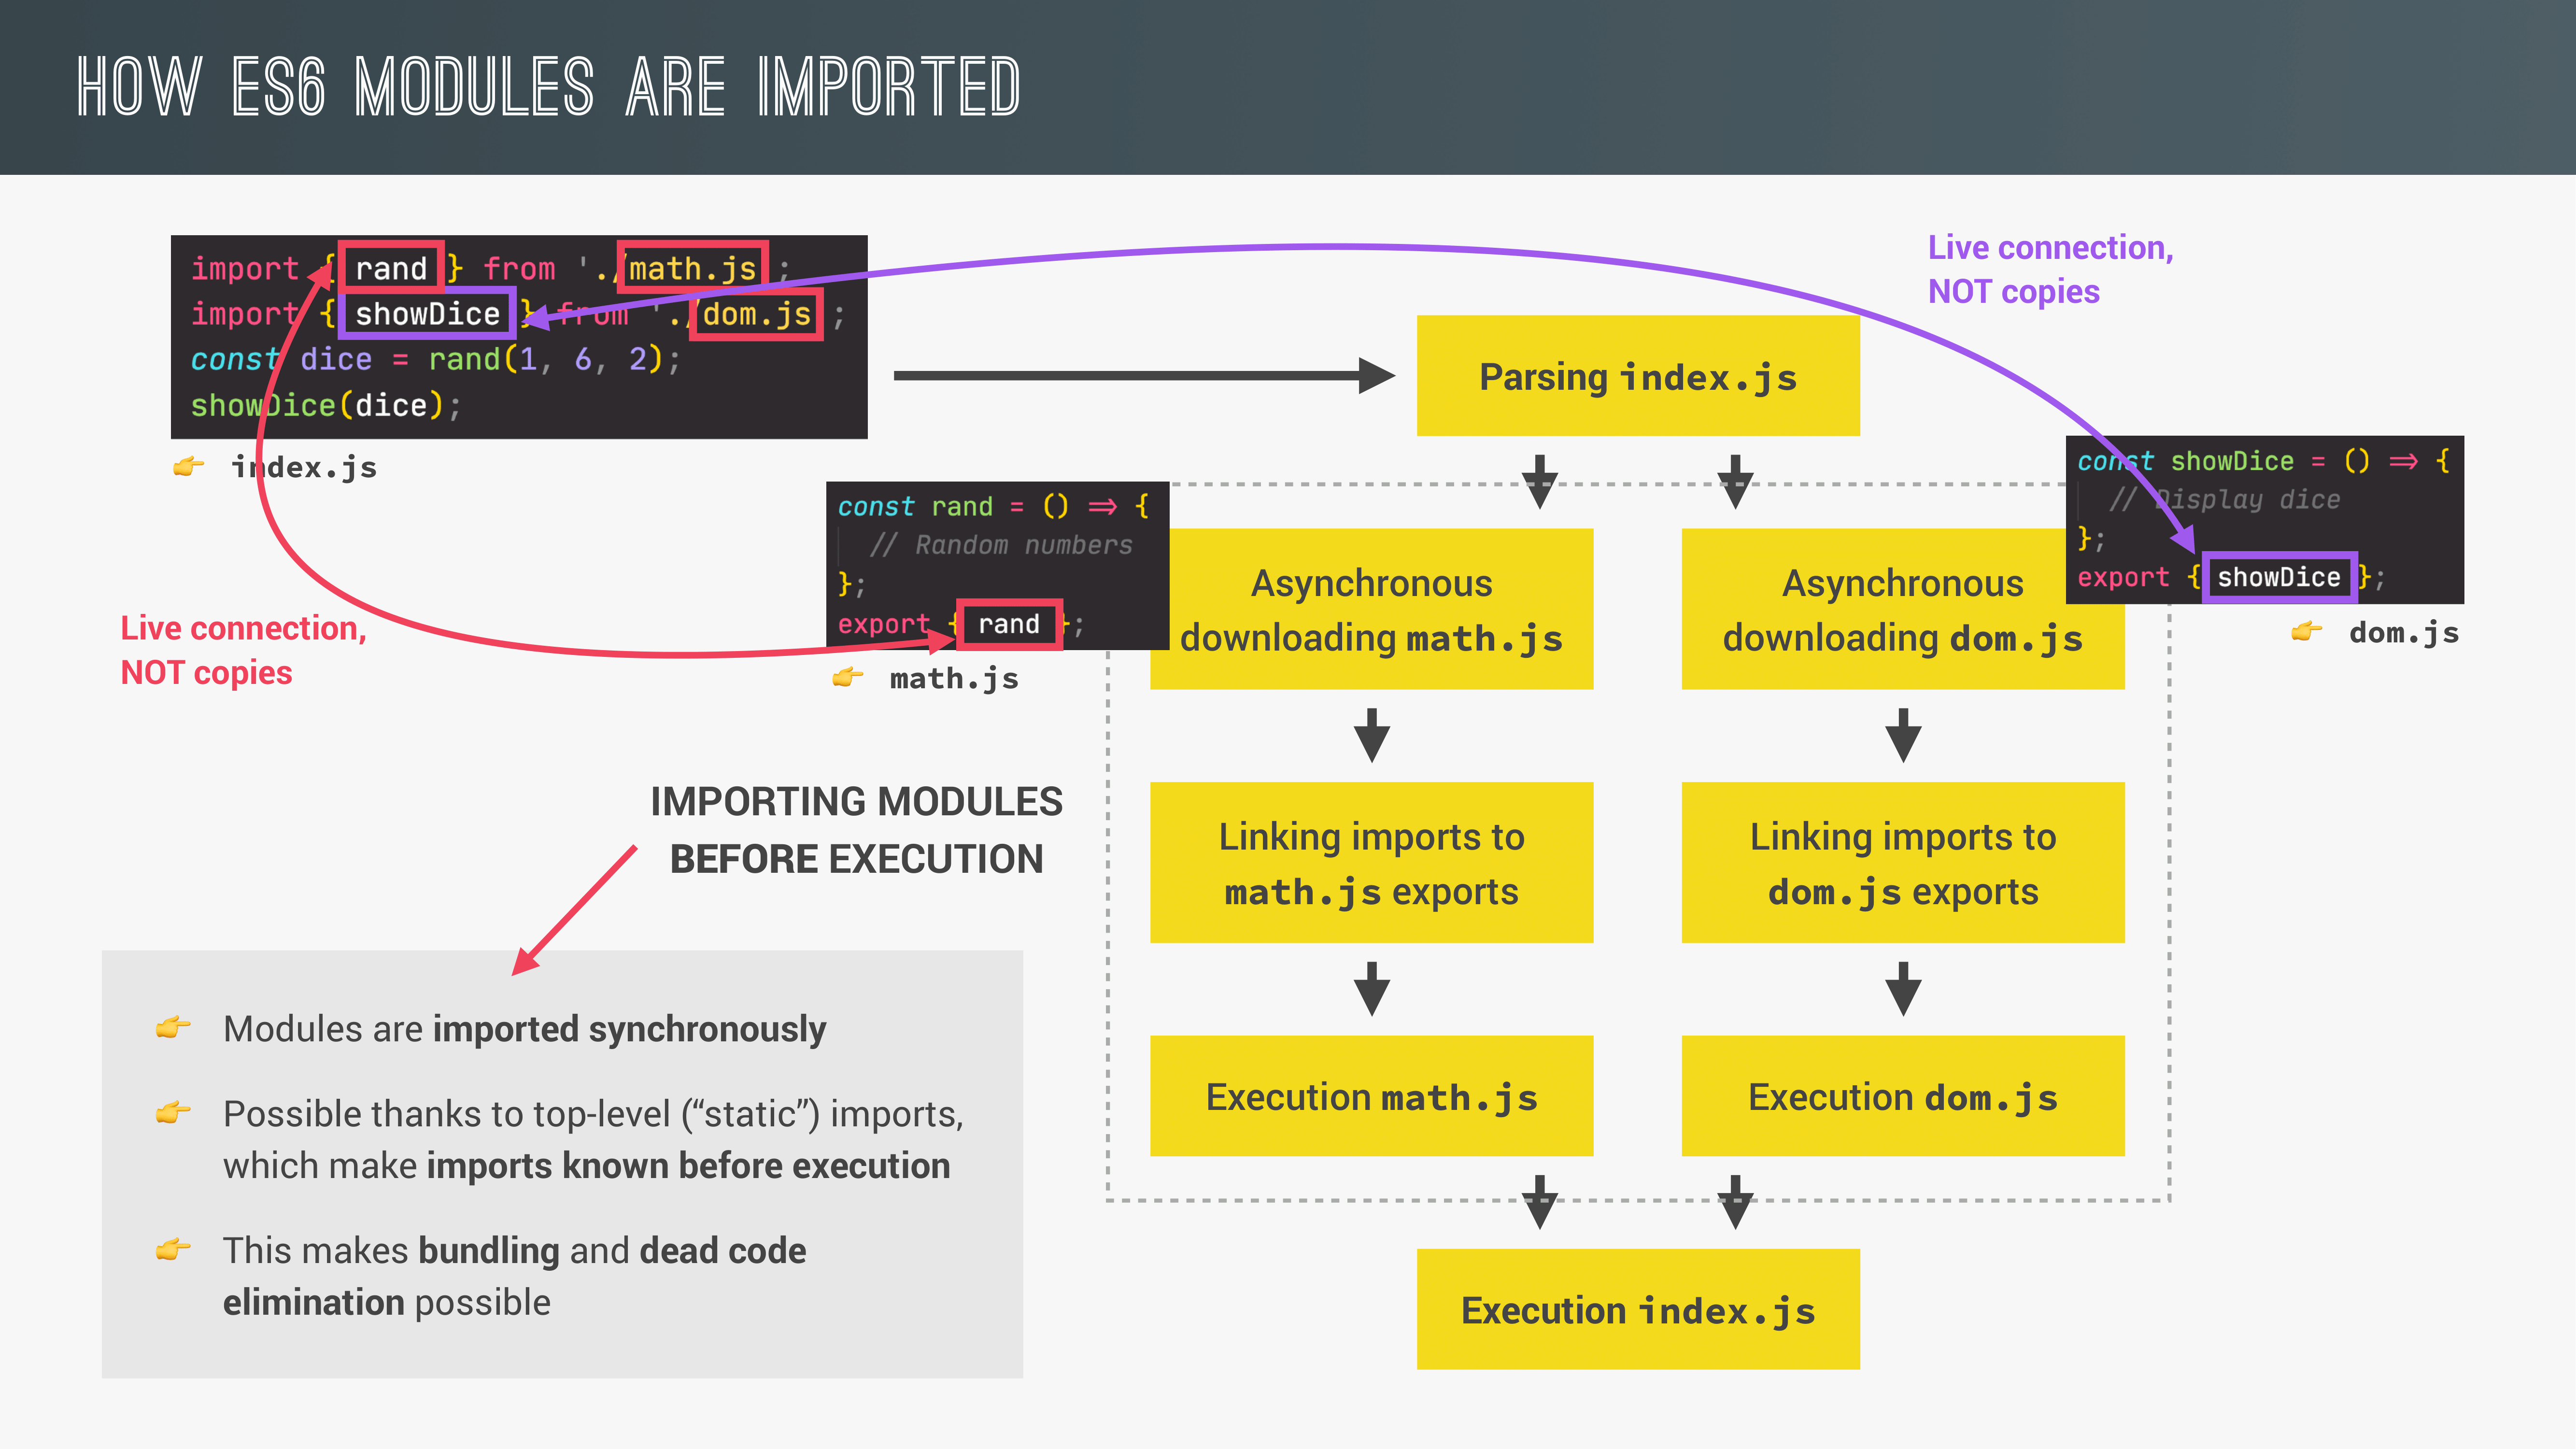 HOW ES6 MODULES ARE IMPORTED
import { rand } from './math.js';
import { showDice } from './dom.js';
const dice = rand(1, 6, 2);
showDice(dice);
👉 index.js
Live connection,
NOT copies
Live connection,
NOT copies
Parsing index.js
const rand = () => {
// Random numbers
};
export { rand };
👉 math.js
const showDice = () => {
// Display dice
};
export { showDice };
👉 dom.js
Asynchronous
downloading math.js
Asynchronous
downloading dom.js
Linking imports to
math.js exports
Linking imports to
dom.js exports
Execution math.js
Execution dom.js
Execution index.js
IMPORTING MODULES
BEFORE EXECUTION
👉 Modules are imported synchronously
👉 Possible thanks to top-level (“static”) imports,
which make imports known before execution
👉 This makes bundling and dead code
elimination possible